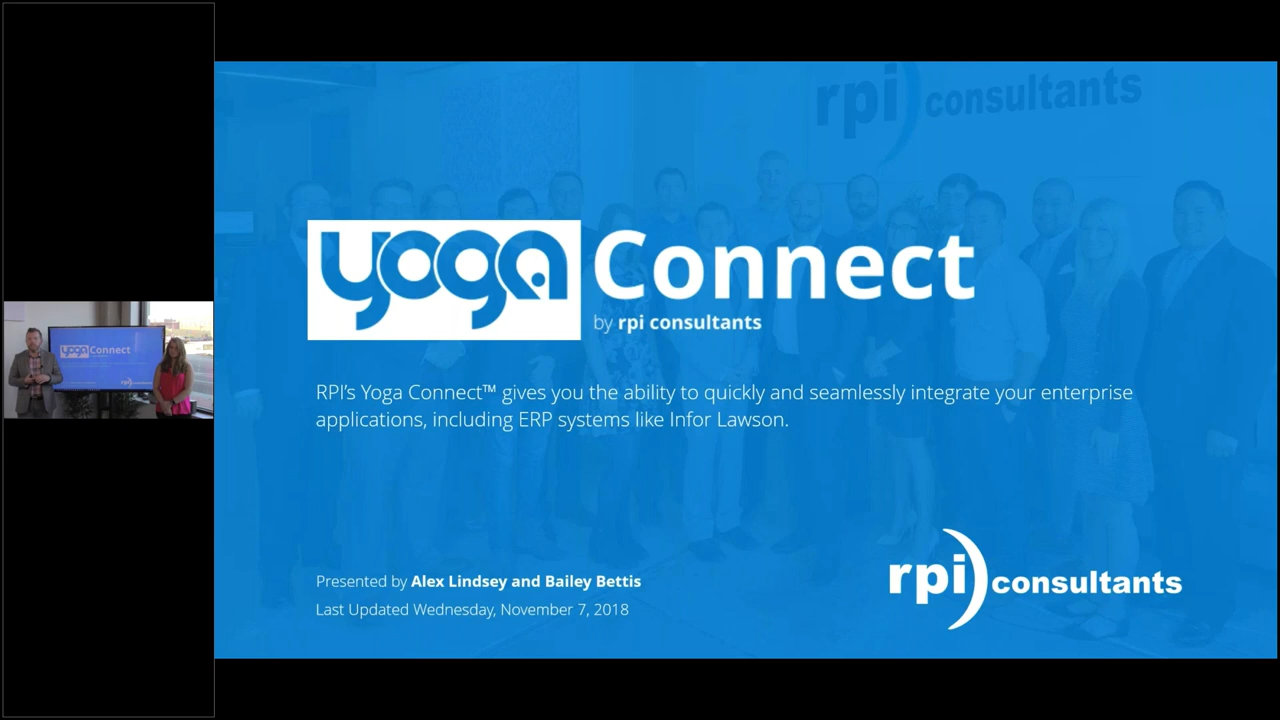 rpi consultants
yoga Connect
by rpi consultants
RPI's Yoga Connect™ gives you the ability to quickly and seamlessly integrate your enterprise
applications, including ERP systems like Infor Lawson.
Presented by Alex Lindsey and Bailey Bettis
Last Updated Wednesday, November 7, 2018
rpi consultants
yoga Connect